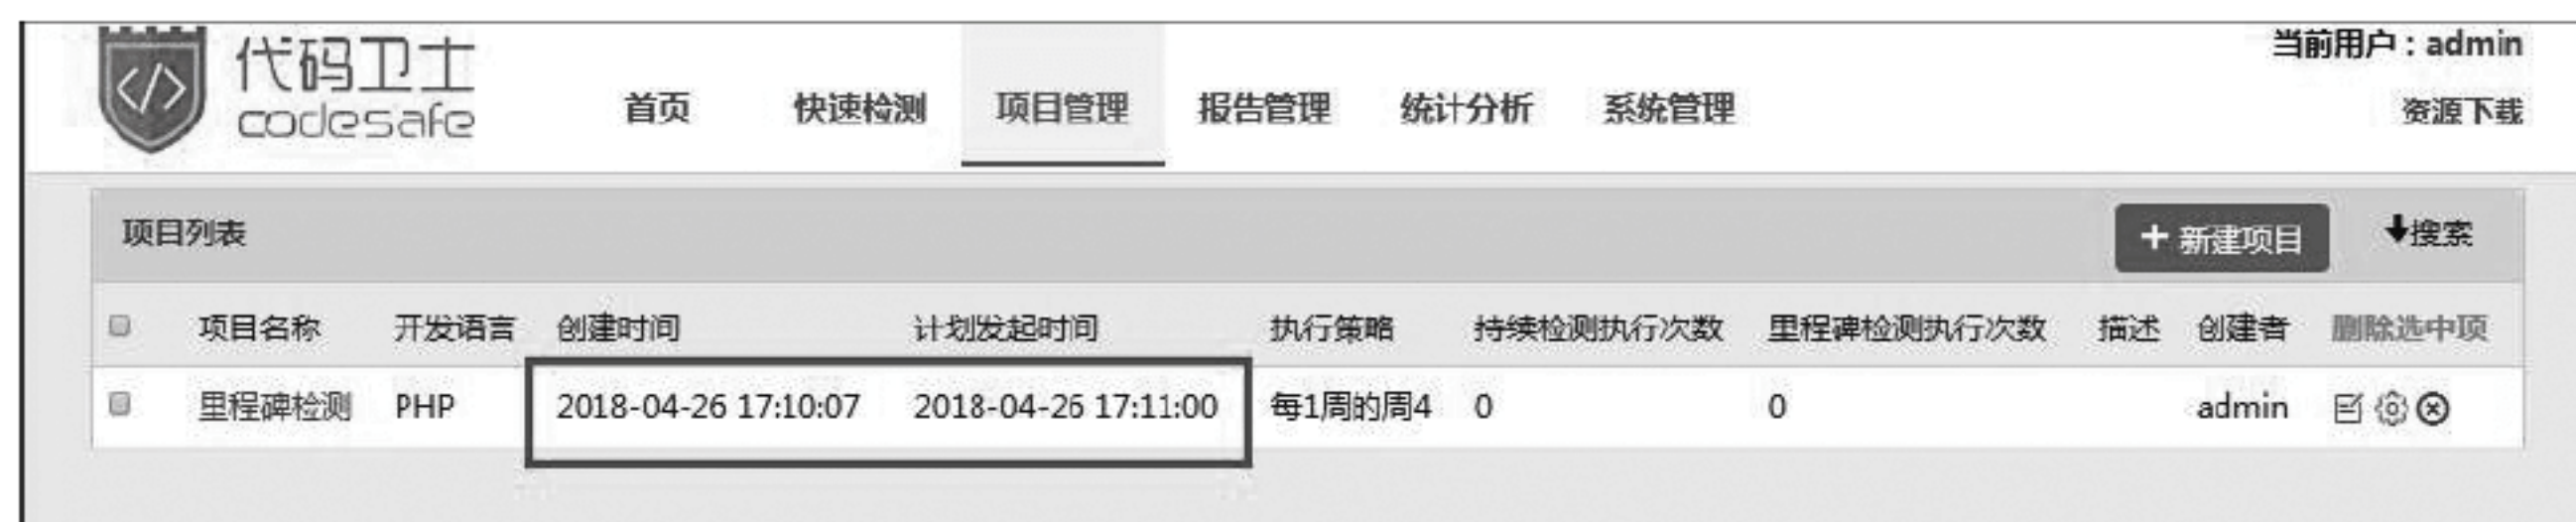 代码卫士
codesafe
首页 快速检测 项目管理 报告管理 统计分析 系统管理
当前用户：admin
资源下载
项目列表 + 新建项目 搜索
项目名称 开发语言 创建时间 计划发起时间 执行策略 持续检测执行次数 里程碑检测执行次数 描述 创建者 删除选中项
里程碑检测 PHP 2018-04-26 17:10:07 2018-04-26 17:11:00 每1周的周4 0 0 admin